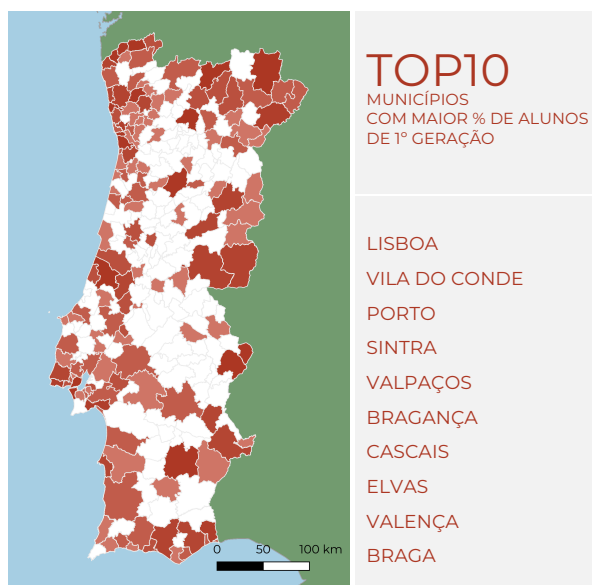 TOP10
MUNICÍPIOS
COM MAIOR % DE ALUNOS
DE 1º GERAÇÃO
LISBOA
VILA DO CONDE
PORTO
SINTRA
VALPAÇOS
BRAGANÇA
CASCAIS
ELVAS
VALENÇA
BRAGA
0 50 100 km